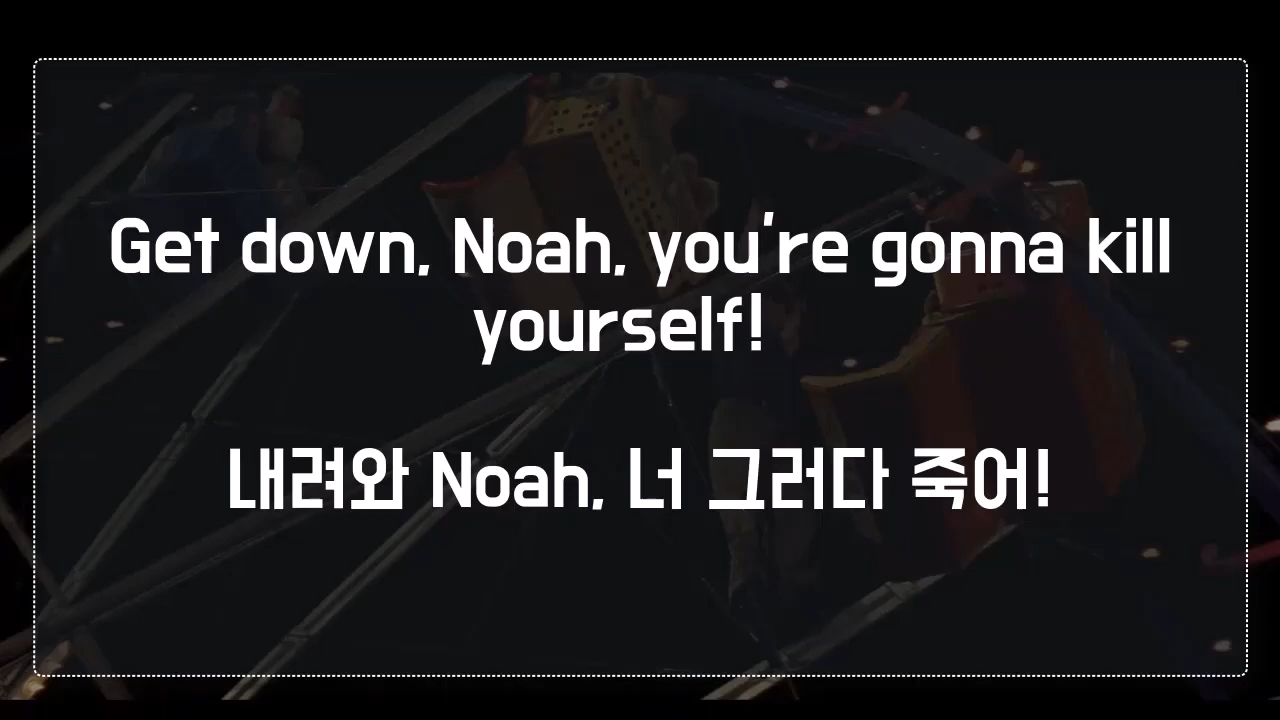 Get down, Noah, you're gonna kill
yourself!
내려와 Noah, 너 그러다 죽어!